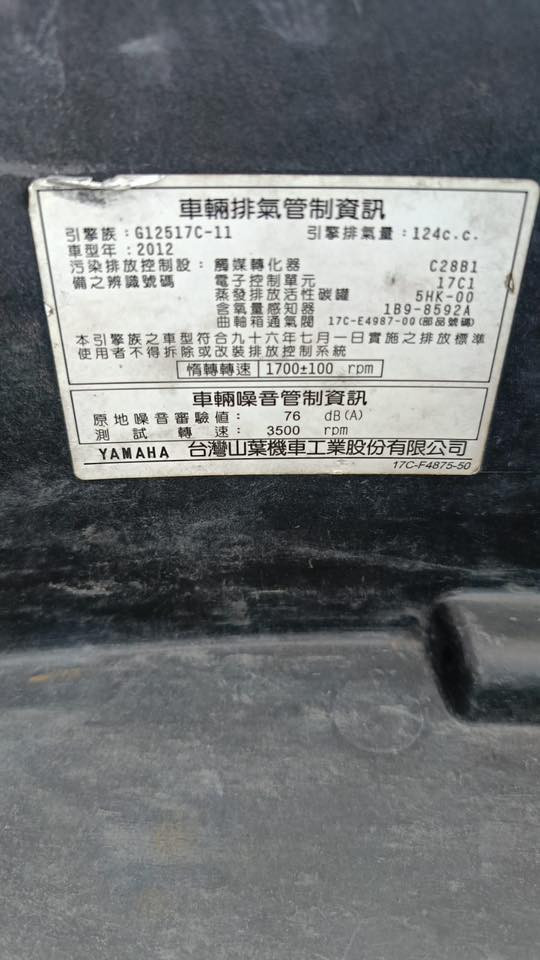 車輛排氣管制資訊
引擎族:G12517C-11 引擎排氣量:124c.c.
車型年:2012
污染排放控制設:觸媒轉化器 C28B1
備之辨識號碼 電子控制單元 17C1
蒸發排放活性碳罐 5HK-00
含氧量感知器 1B9-8592A
曲軸箱通氣閥 17C-E4987-00(部品號碼)
本引擎族之車型符合九十六年七月一日實施之排放標準
使用者不得拆除或改裝排放控制系統
惰轉轉速 1700±100 rpm
車輛噪音管制資訊
原地噪音審驗值: 76 dB(A)
測試轉速: 3500 rpm
YAMAHA 台灣山葉機車工業股份有限公司
17C-F4875-50